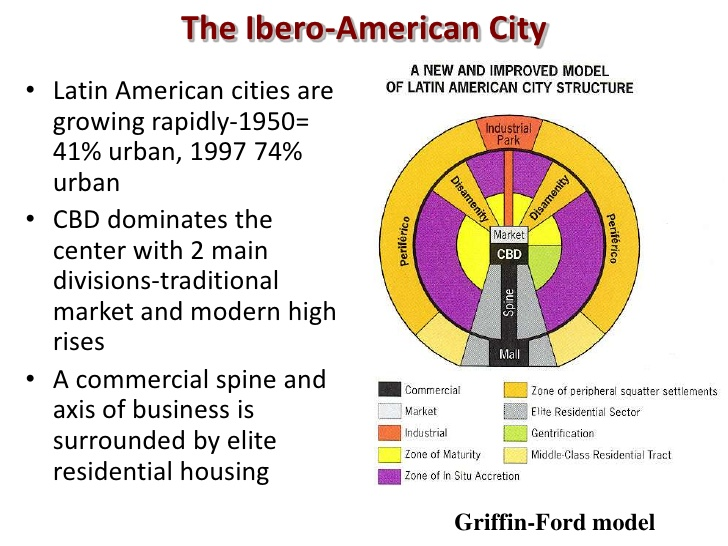 The Ibero-American City
• Latin American cities are
growing rapidly-1950=
41% urban, 1997 74%
urban
• CBD dominates the
center with 2 main
divisions-traditional
market and modern high
rises
• A commercial spine and
axis of business is
surrounded by elite
residential housing
A NEW AND IMPROVED MODEL
OF LATIN AMERICAN CITY STRUCTURE
Industrial
Park
Disamenity
Disamenity
Periférico
Periférico
Market
CBD
Spine
Mall
Commercial
Market
Industrial
Zone of Maturity
Zone of In Situ Accretion
Zone of peripheral squatter settlements
Elite Residential Sector
Gentrification
Middle-Class Residential Tract
Griffin-Ford model